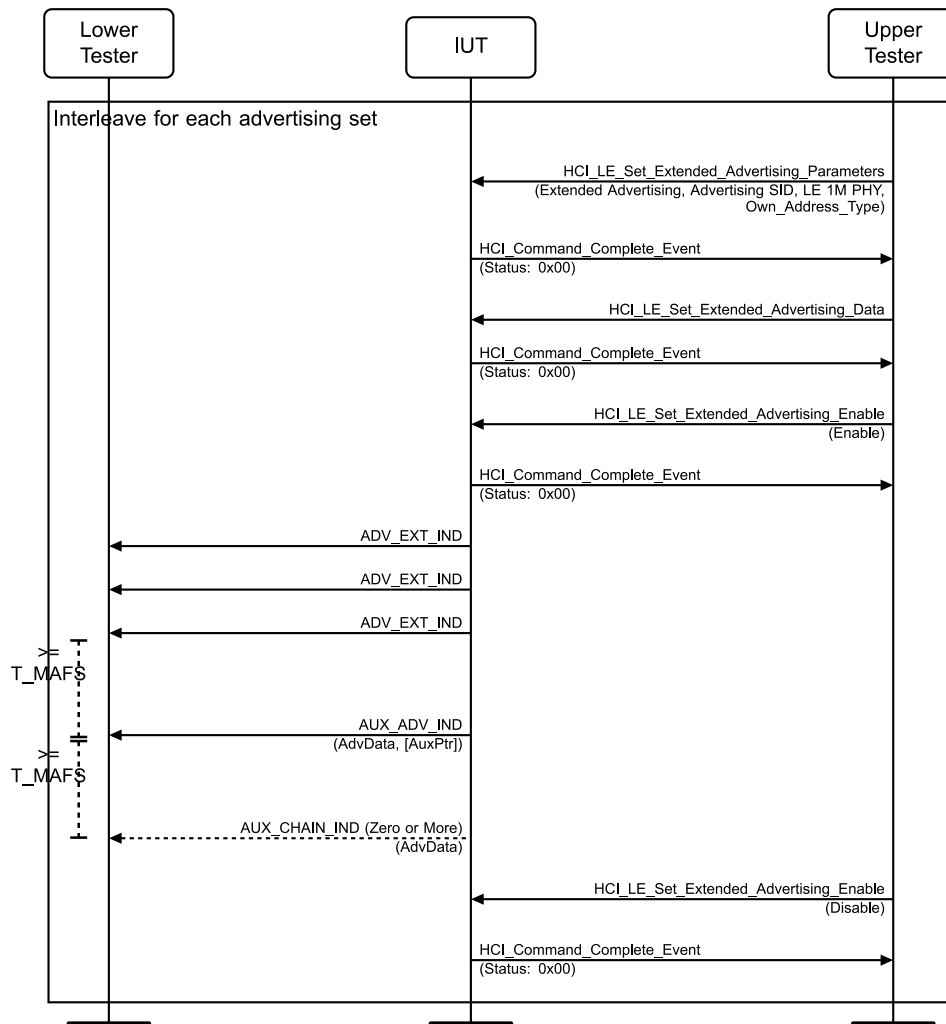 Lower
Tester
IUT
Upper
Tester
Interleave for each advertising set
HCI_LE_Set_Extended_Advertising_Parameters
(Extended Advertising, Advertising SID, LE 1M PHY,
Own_Address_Type)
HCI_Command_Complete_Event
(Status: 0x00)
HCI_LE_Set_Extended_Advertising_Data
HCI_Command_Complete_Event
(Status: 0x00)
HCI_LE_Set_Extended_Advertising_Enable
(Enable)
HCI_Command_Complete_Event
(Status: 0x00)
ADV_EXT_IND
ADV_EXT_IND
ADV_EXT_IND
>=
T_MAFS
AUX_ADV_IND
(AdvData, [AuxPtr])
>=
T_MAFS
AUX_CHAIN_IND (Zero or More)
(AdvData)
HCI_LE_Set_Extended_Advertising_Enable
(Disable)
HCI_Command_Complete_Event
(Status: 0x00)